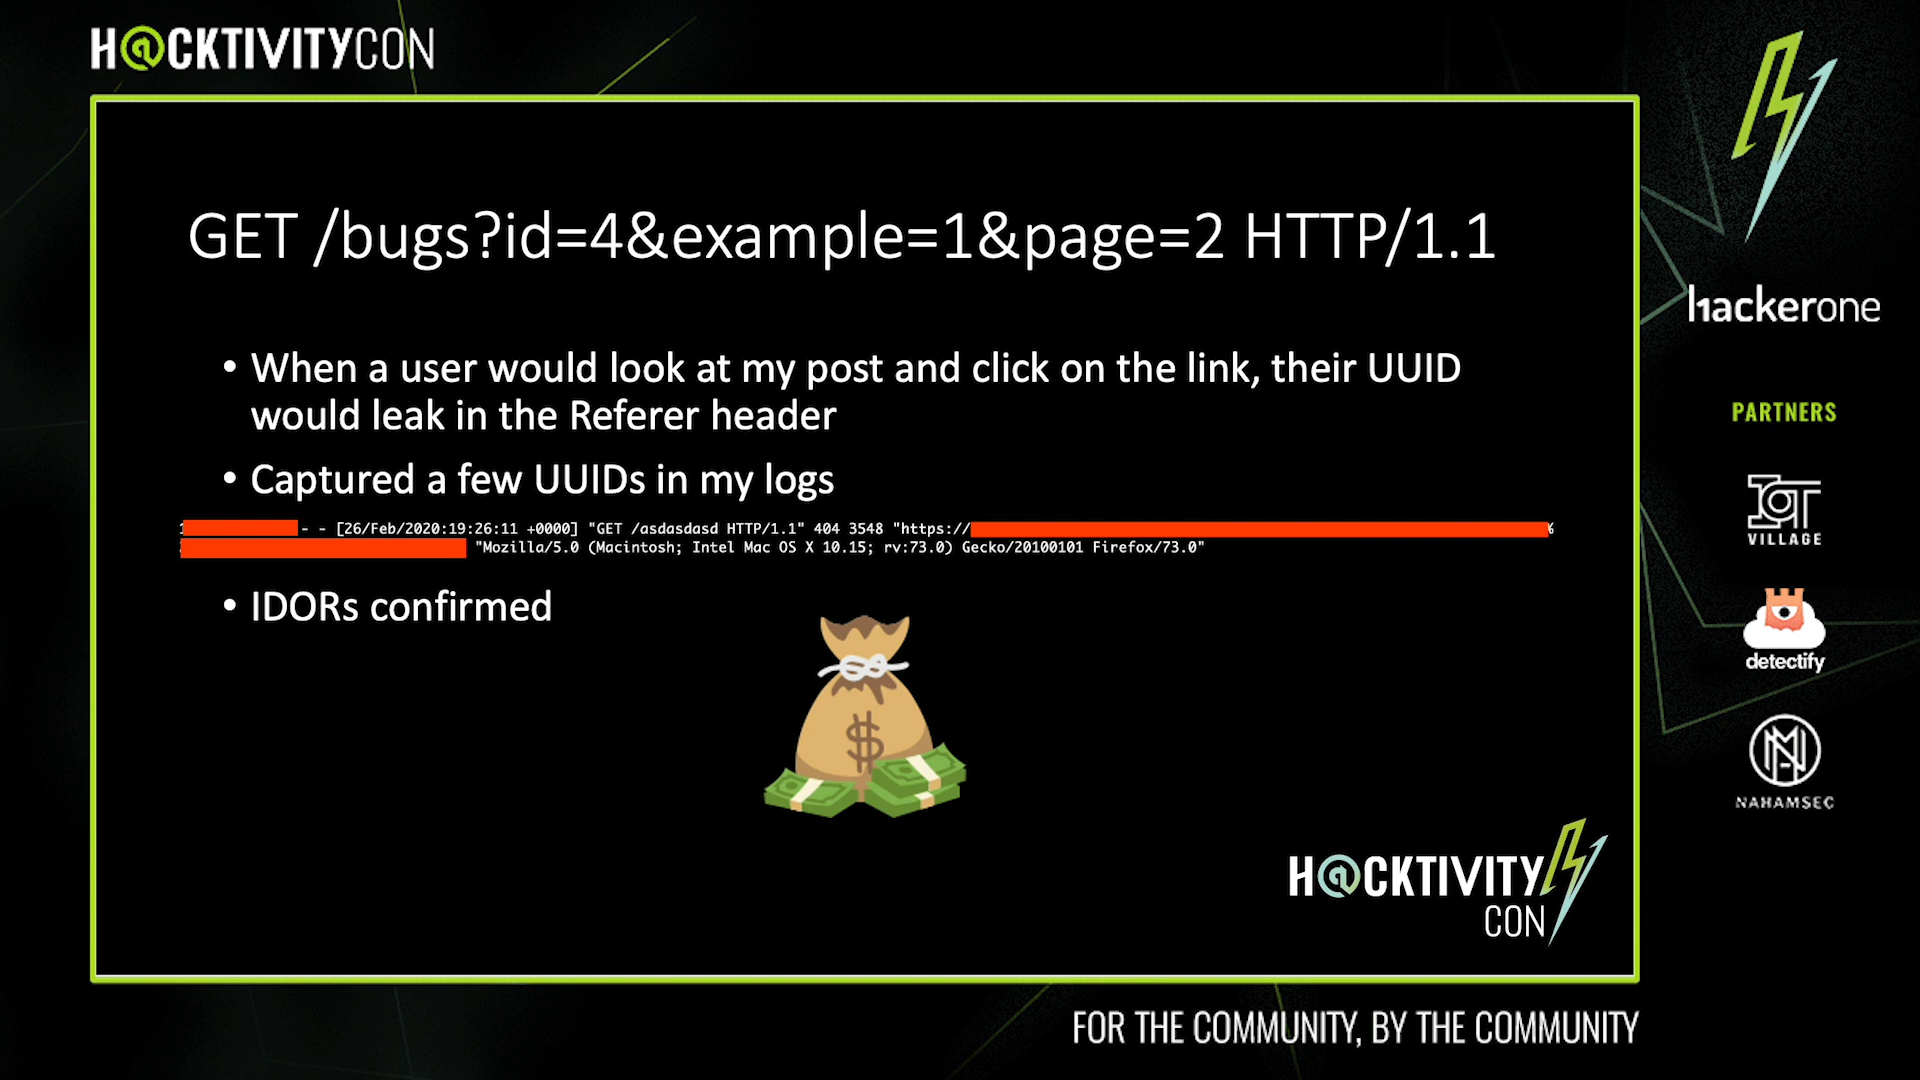 H@CKTIVITYCON
GET /bugs?id=4&example=1&page=2 HTTP/1.1
• When a user would look at my post and click on the link, their UUID
would leak in the Referer header
• Captured a few UUIDs in my logs
- - [26/Feb/2020:19:26:11 +0000] "GET /asdasdasd HTTP/1.1" 404 3548 "https://
"Mozilla/5.0 (Macintosh; Intel Mac OS X 10.15; rv:73.0) Gecko/20100101 Firefox/73.0"
• IDORs confirmed
$
H@CKTIVITY
CON
hackerone
PARTNERS
IOT
VILLAGE
detectify
NAHAMSEC
FOR THE COMMUNITY, BY THE COMMUNITY